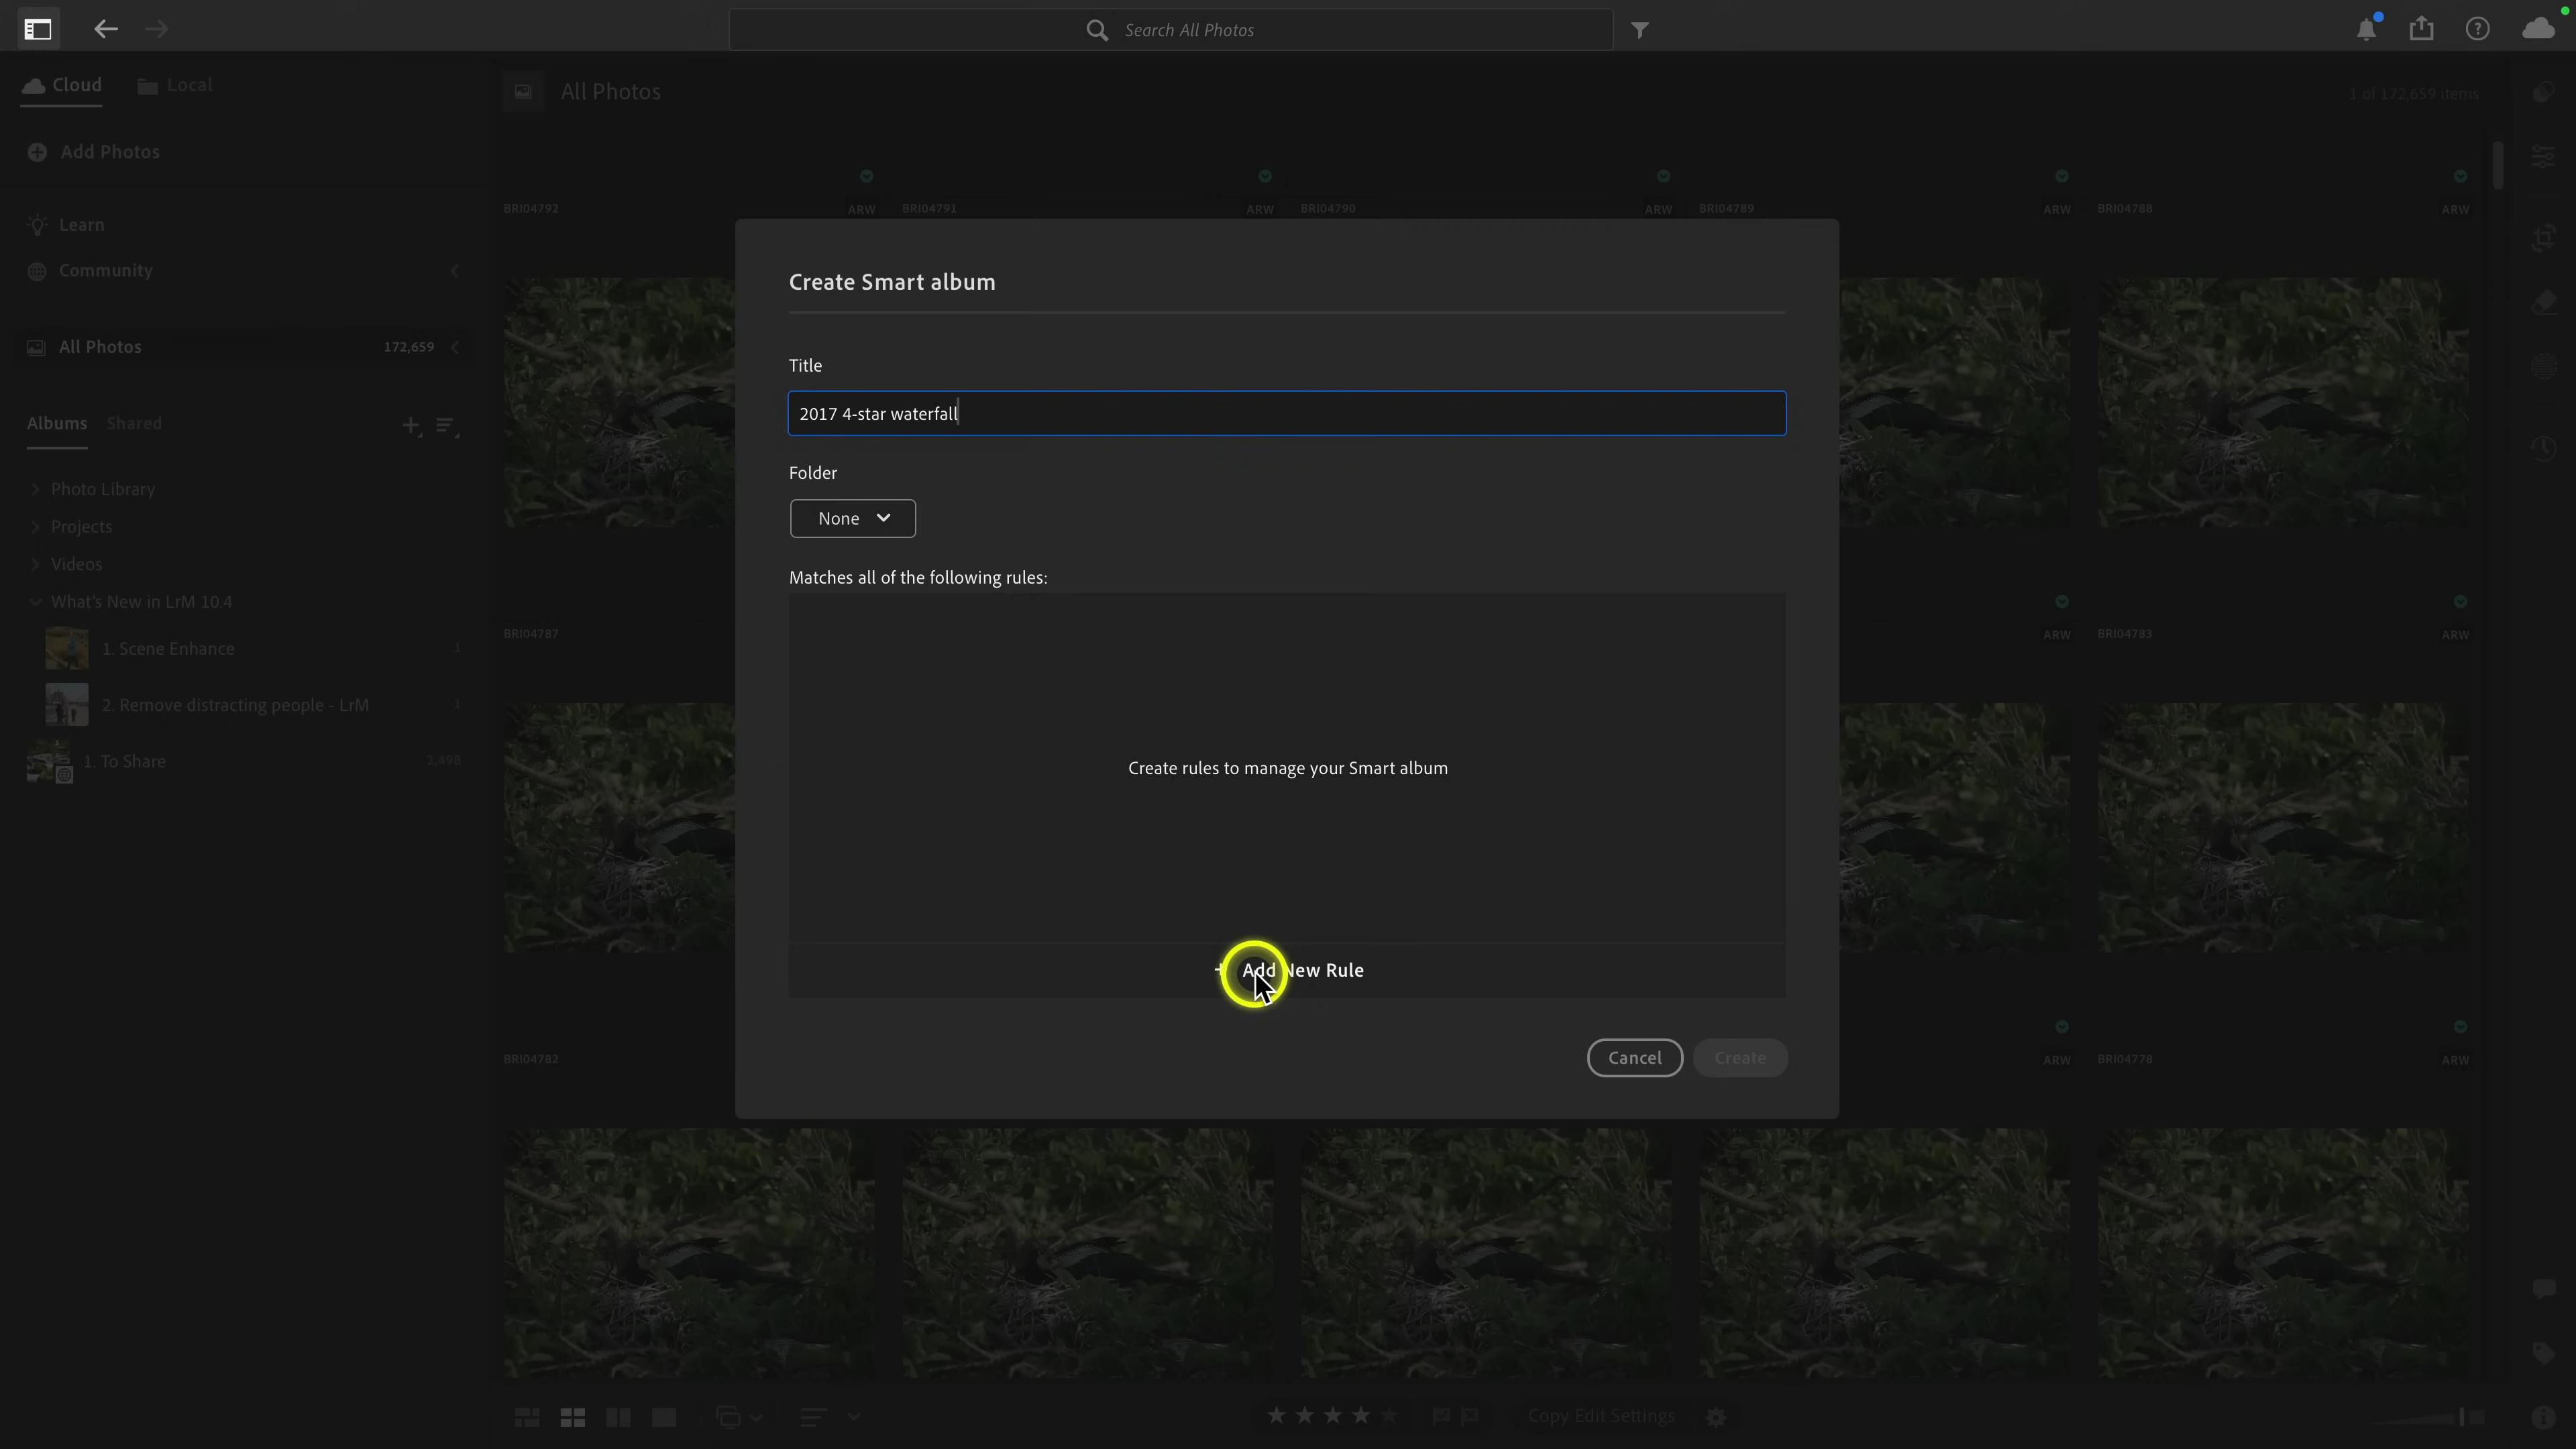 Search All Photos
Cloud
Local
All Photos
1 of 172,659 items
Add Photos
Learn
Community
All Photos
172,659
Albums
Shared
Photo Library
Projects
Videos
What's New in LrM 10.4
1. Scene Enhance
1
2. Remove distracting people - LrM
1
1. To Share
2,498
BRI04792
ARW
BRI04791
ARW
BRI04790
ARW
BRI04789
ARW
BRI04788
ARW
Create Smart album
Title
2017 4-star waterfall
Folder
None
Matches all of the following rules:
Create rules to manage your Smart album
+ Add New Rule
Cancel
Create
BRI04787
ARW
BRI04783
ARW
BRI04782
ARW
BRI04778
ARW
Copy Edit Settings